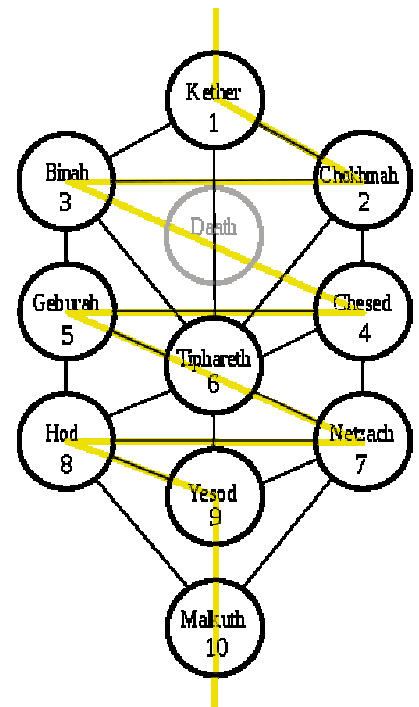 Kether
1
Binah
3
Chokhmah
2
Daath
Geburah
5
Chesed
4
Tiphareth
6
Hod
8
Netzach
7
Yesod
9
Malkuth
10